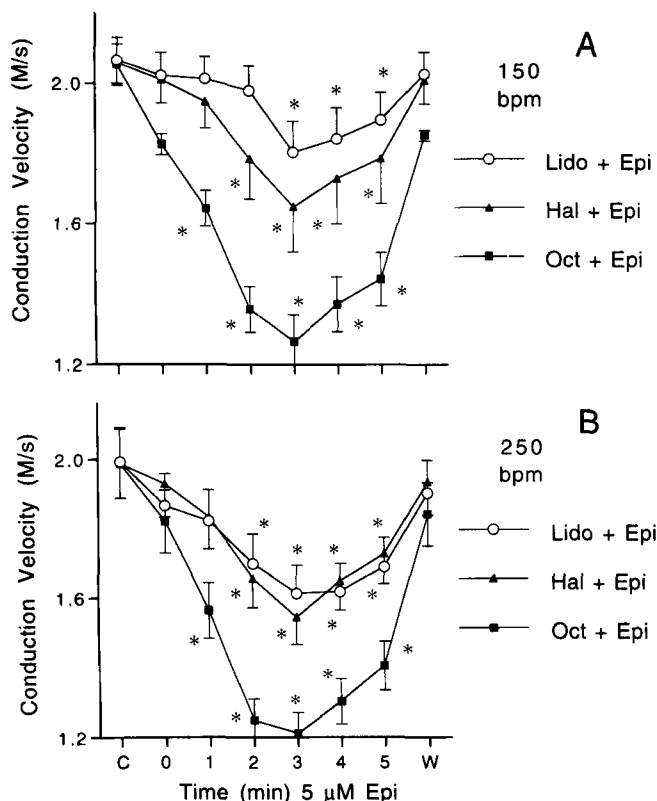 A
150
bpm
Conduction Velocity (M/s)
2.0
1.6
1.2
Lido + Epi
Hal + Epi
Oct + Epi
* * *
* * * *
* * * * *
B
250
bpm
Conduction Velocity (M/s)
2.0
1.6
1.2
Lido + Epi
Hal + Epi
Oct + Epi
* * * *
* * * *
* * * * *
C 0 1 2 3 4 5 W
Time (min) 5 µM Epi